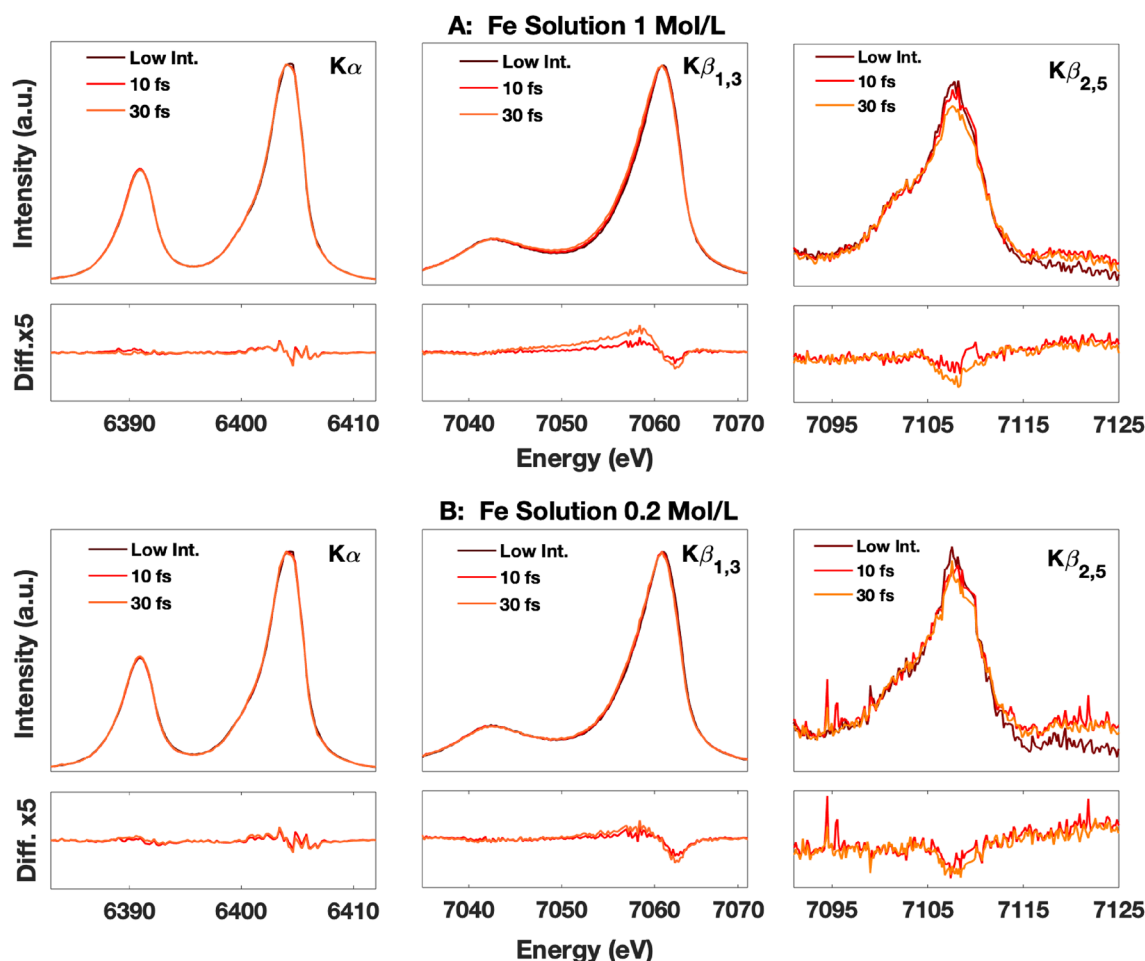 A: Fe Solution 1 Mol/L
Intensity (a.u.)
Low Int.
10 fs
30 fs
Kα
Low Int.
10 fs
30 fs
Kβ1,3
Low Int.
10 fs
30 fs
Kβ2,5
Diff.x5
6390 6400 6410
7040 7050 7060 7070
7095 7105 7115 7125
Energy (eV)
B: Fe Solution 0.2 Mol/L
Intensity (a.u.)
Low Int.
10 fs
30 fs
Kα
Low Int.
10 fs
30 fs
Kβ1,3
Low Int.
10 fs
30 fs
Kβ2,5
Diff. x5
6390 6400 6410
7040 7050 7060 7070
7095 7105 7115 7125
Energy (eV)